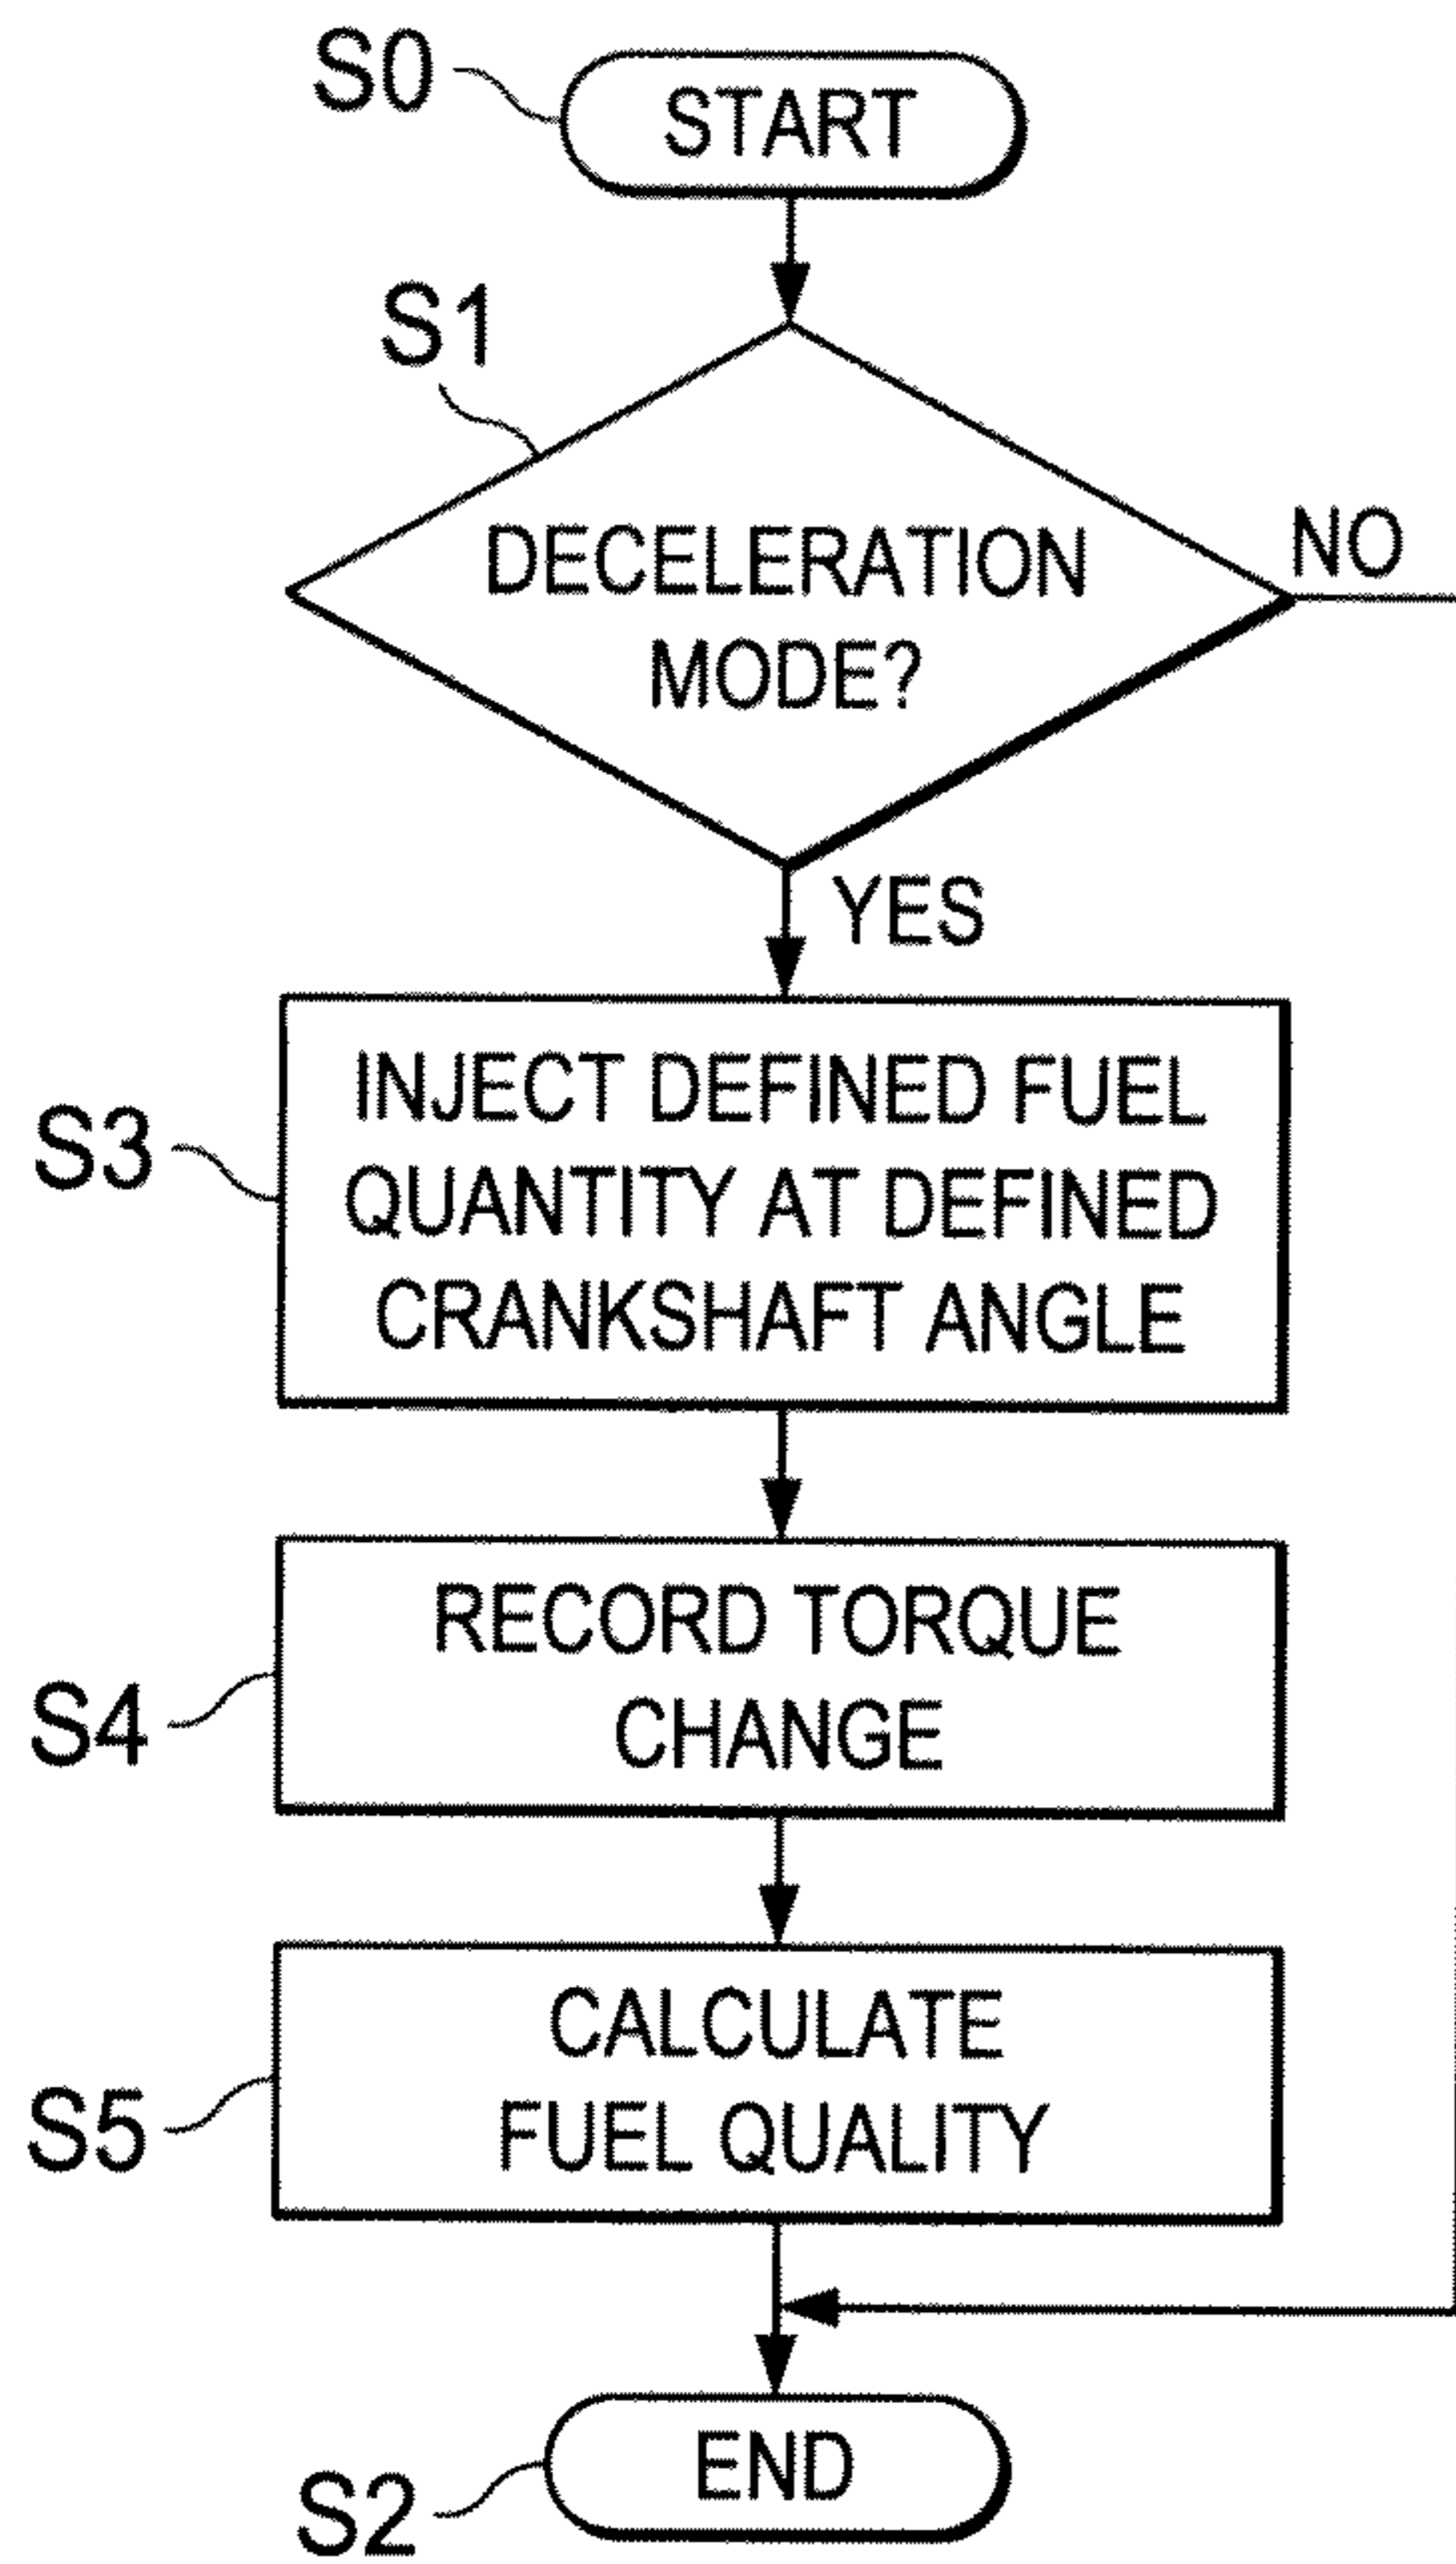 S0
START
S1
DECELERATION
MODE?
NO
YES
S3
INJECT DEFINED FUEL
QUANTITY AT DEFINED
CRANKSHAFT ANGLE
S4
RECORD TORQUE
CHANGE
S5
CALCULATE
FUEL QUALITY
S2
END